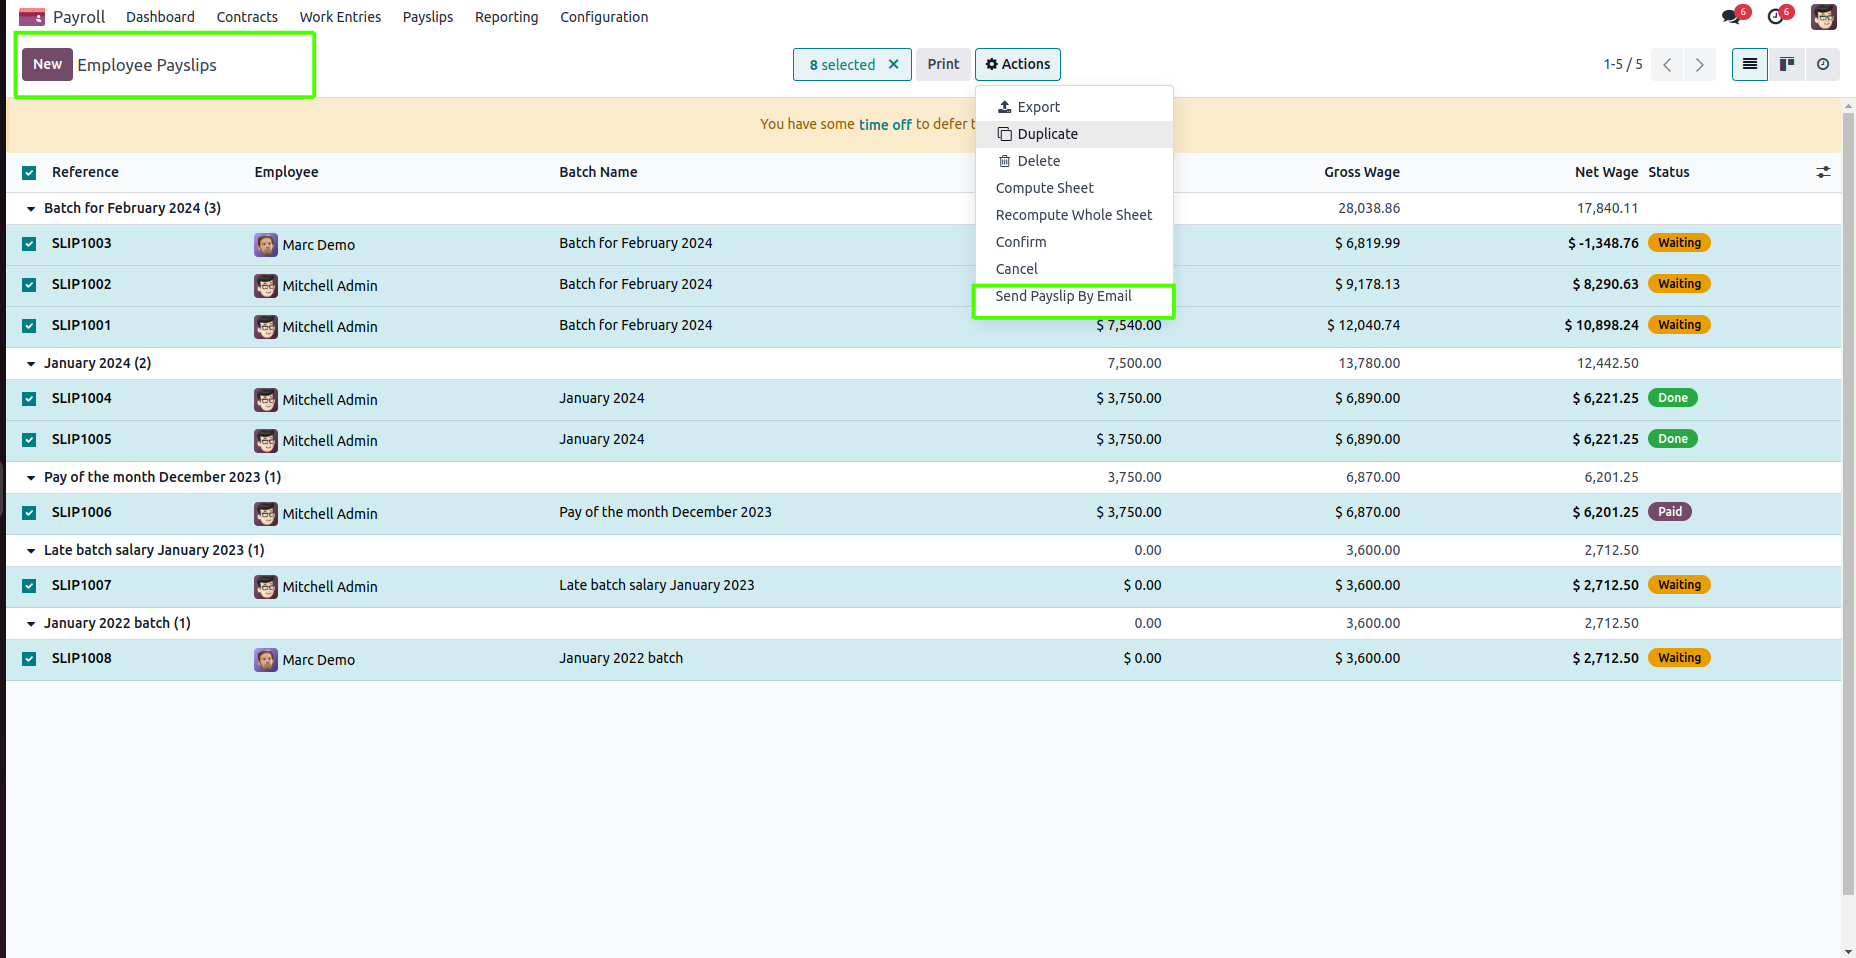 Payroll Dashboard Contracts Work Entries Payslips Reporting Configuration 6 6
New Employee Payslips 8 selected × Print Actions 1-5 / 5
Export
You have some time off to defer t
Duplicate
Delete
Reference Employee Batch Name Gross Wage Net Wage Status
Compute Sheet
Batch for February 2024 (3) 28,038.86 17,840.11
Recompute Whole Sheet
SLIP1003 Marc Demo Batch for February 2024 $ 6,819.99 $ -1,348.76 Waiting
Confirm
Cancel
SLIP1002 Mitchell Admin Batch for February 2024 $ 9,178.13 $ 8,290.63 Waiting
Send Payslip By Email
SLIP1001 Mitchell Admin Batch for February 2024 $ 7,540.00 $ 12,040.74 $ 10,898.24 Waiting
January 2024 (2) 7,500.00 13,780.00 12,442.50
SLIP1004 Mitchell Admin January 2024 $ 3,750.00 $ 6,890.00 $ 6,221.25 Done
SLIP1005 Mitchell Admin January 2024 $ 3,750.00 $ 6,890.00 $ 6,221.25 Done
Pay of the month December 2023 (1) 3,750.00 6,870.00 6,201.25
SLIP1006 Mitchell Admin Pay of the month December 2023 $ 3,750.00 $ 6,870.00 $ 6,201.25 Paid
Late batch salary January 2023 (1) 0.00 3,600.00 2,712.50
SLIP1007 Mitchell Admin Late batch salary January 2023 $ 0.00 $ 3,600.00 $ 2,712.50 Waiting
January 2022 batch (1) 0.00 3,600.00 2,712.50
SLIP1008 Marc Demo January 2022 batch $ 0.00 $ 3,600.00 $ 2,712.50 Waiting